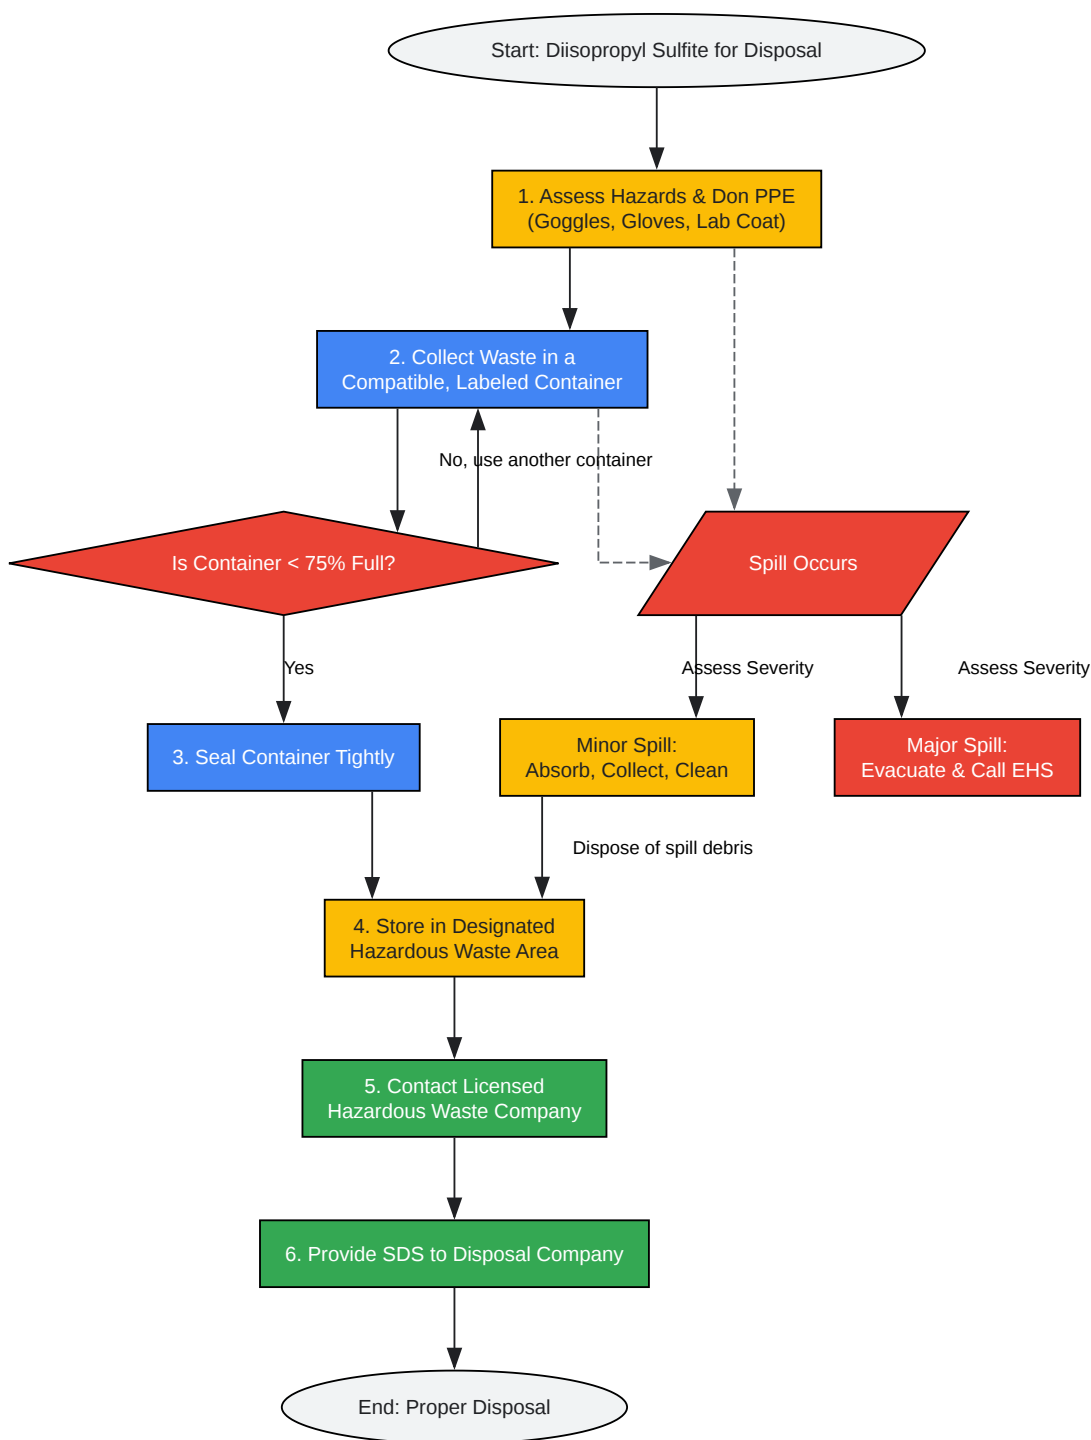 Start: Diisopropyl Sulfite for Disposal
1. Assess Hazards & Don PPE
(Goggles, Gloves, Lab Coat)
2. Collect Waste in a
Compatible, Labeled Container
No, use another container
Is Container < 75% Full?
Spill Occurs
Yes
Assess Severity
Assess Severity
3. Seal Container Tightly
Minor Spill:
Absorb, Collect, Clean
Major Spill:
Evacuate & Call EHS
Dispose of spill debris
4. Store in Designated
Hazardous Waste Area
5. Contact Licensed
Hazardous Waste Company
6. Provide SDS to Disposal Company
End: Proper Disposal